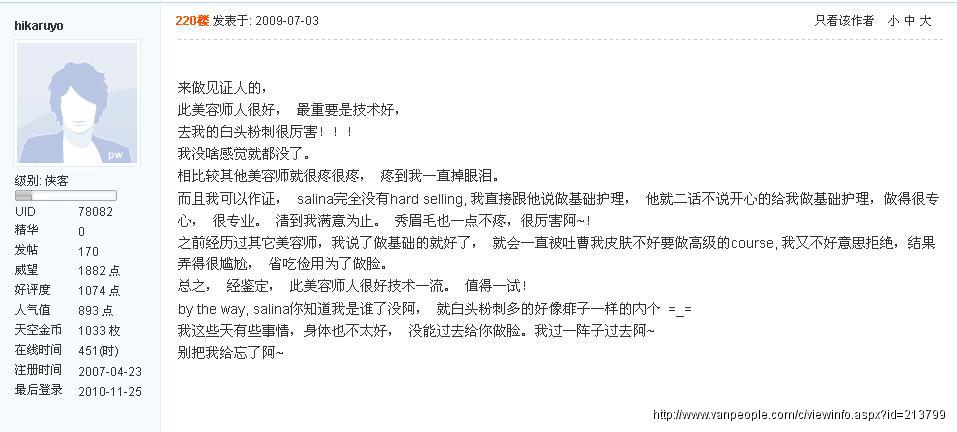 hikaruyo
220楼 发表于: 2009-07-03
只看该作者 小 中 大
pw
级别: 侠客
UID 78082
精华 0
发帖 170
威望 1882 点
好评度 1074 点
人气值 893 点
天空金币 1033 枚
在线时间 451(时)
注册时间 2007-04-23
最后登录 2010-11-25
来做见证人的,
此美容师人很好, 最重要是技术好,
去我的白头粉刺很厉害! ! !
我没啥感觉就都没了。
相比较其他美容师就很疼很疼, 疼到我一直掉眼泪。
而且我可以作证, salina完全没有hard selling, 我直接跟他说做基础护理, 他就二话不说开心的给我做基础护理, 做得很专
心, 很专业。 清到我满意为止。 秀眉毛也一点不疼, 很厉害阿~!
之前经历过其它美容师, 我说了做基础的就好了, 就会一直被吐曹我皮肤不好要做高级的course, 我又不好意思拒绝, 结果
弄得很尴尬, 省吃俭用为了做脸。
总之, 经鉴定, 此美容师人很好技术一流。 值得一试!
by the way, salina你知道我是谁了没阿, 就白头粉刺多的好像痱子一样的内个 =_=
我这些天有些事情, 身体也不太好, 没能过去给你做脸。我过一阵子过去阿~
别把我给忘了阿~
http://www.vanpeople.com/c/viewinfo.aspx?id=213799